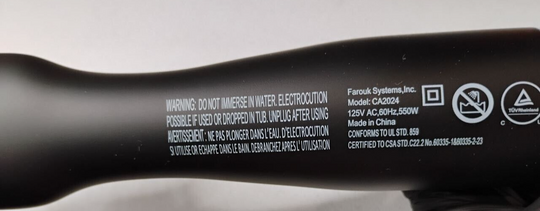 WARNING: DO NOT IMMERSE IN WATER. ELECTROCUTION
POSSIBLE IF USED OR DROPPED IN TUB. UNPLUG AFTER USING
AVERTISSEMENT: NE PAS PLONGER DANS L'EAU. D'ELECTROCUTION
SI UTILISE OR ECHAPPE DANS LE BAIN. DEBRANCHEZ APRES L' UTILISATION
Farouk Systems,Inc.
Model: CA2024
125V AC,60Hz,550W
Made in China
CONFORMS TO UL STD. 859
CERTIFIED TO CSA STD. C22.2 No.60335-1&60335-2-23
TÜVRheinland
C